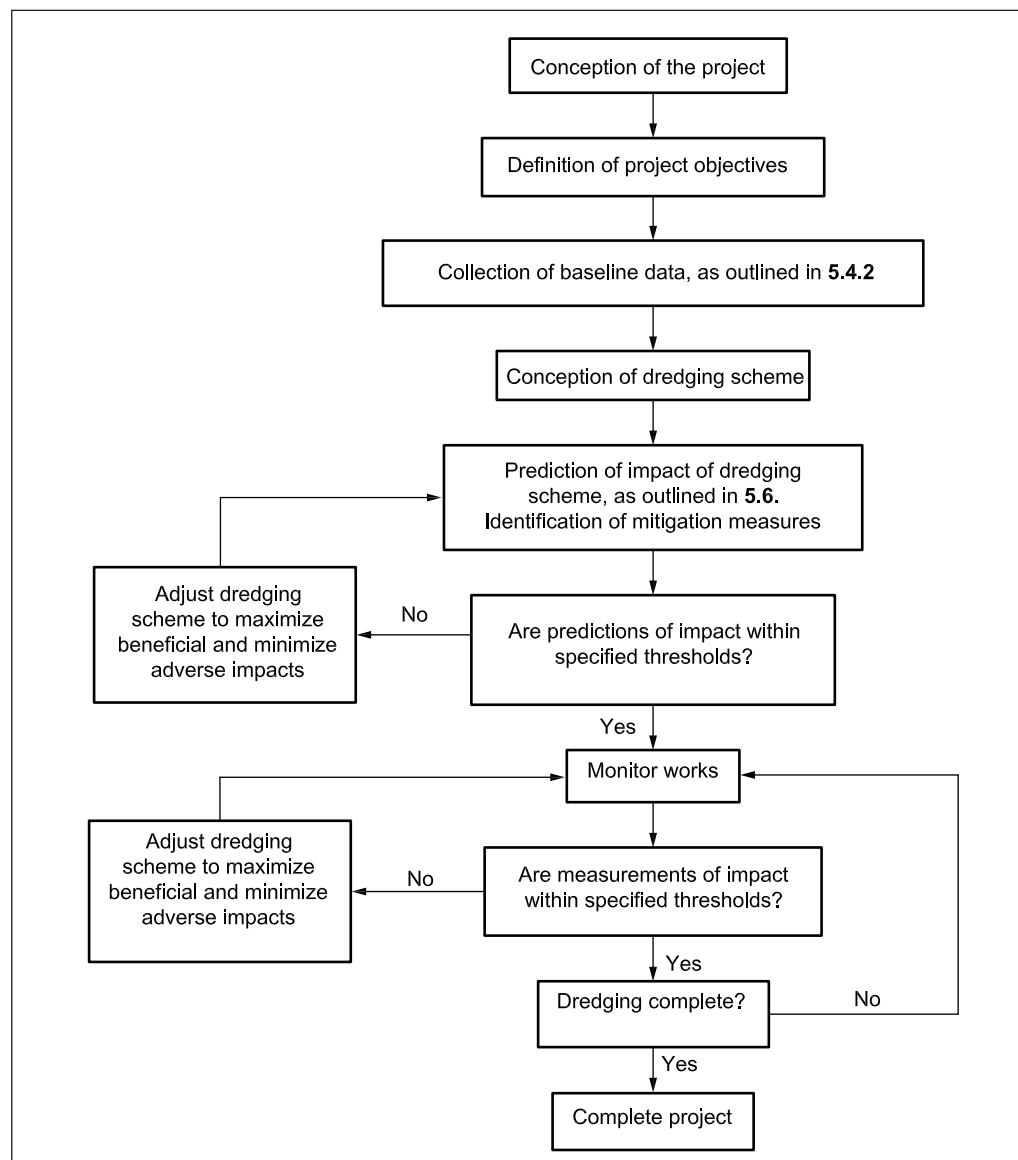 Conception of the project
Definition of project objectives
Collection of baseline data, as outlined in 5.4.2
Conception of dredging scheme
Prediction of impact of dredging
scheme, as outlined in 5.6.
Identification of mitigation measures
Adjust dredging
scheme to maximize
beneficial and minimize
adverse impacts
No
Are predictions of impact within
specified thresholds?
Yes
Monitor works
Adjust dredging
scheme to maximize
beneficial and minimize
adverse impacts
No
Are measurements of impact
within specified thresholds?
Yes
Dredging complete?
No
Yes
Complete project